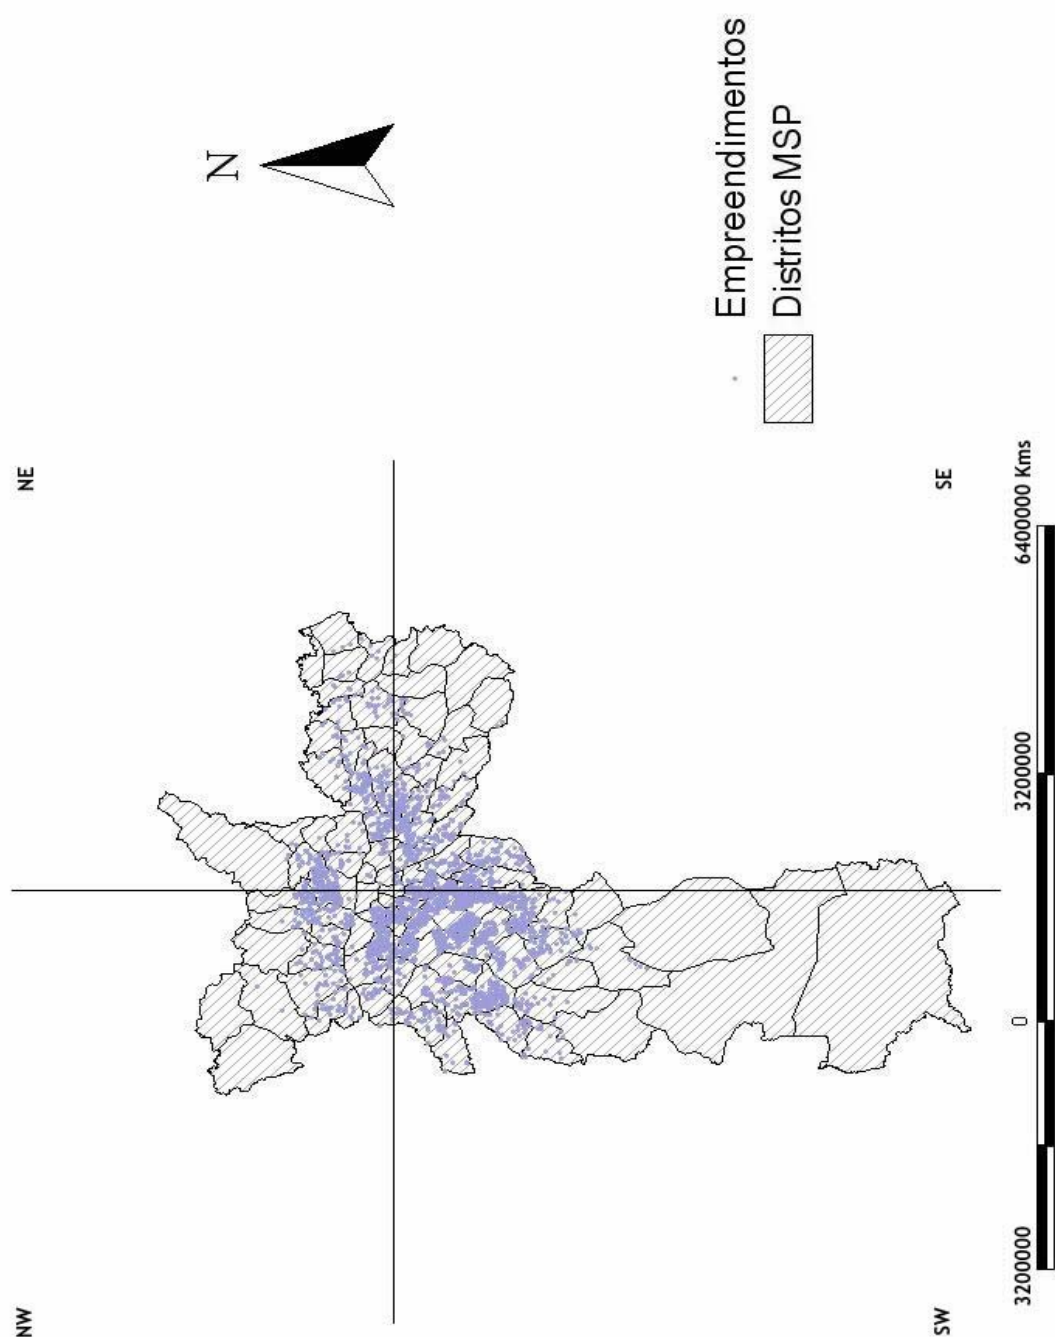 NW
NE
N
Empreendimentos
Distritos MSP
SW
SE
3200000
0
3200000
6400000 Kms